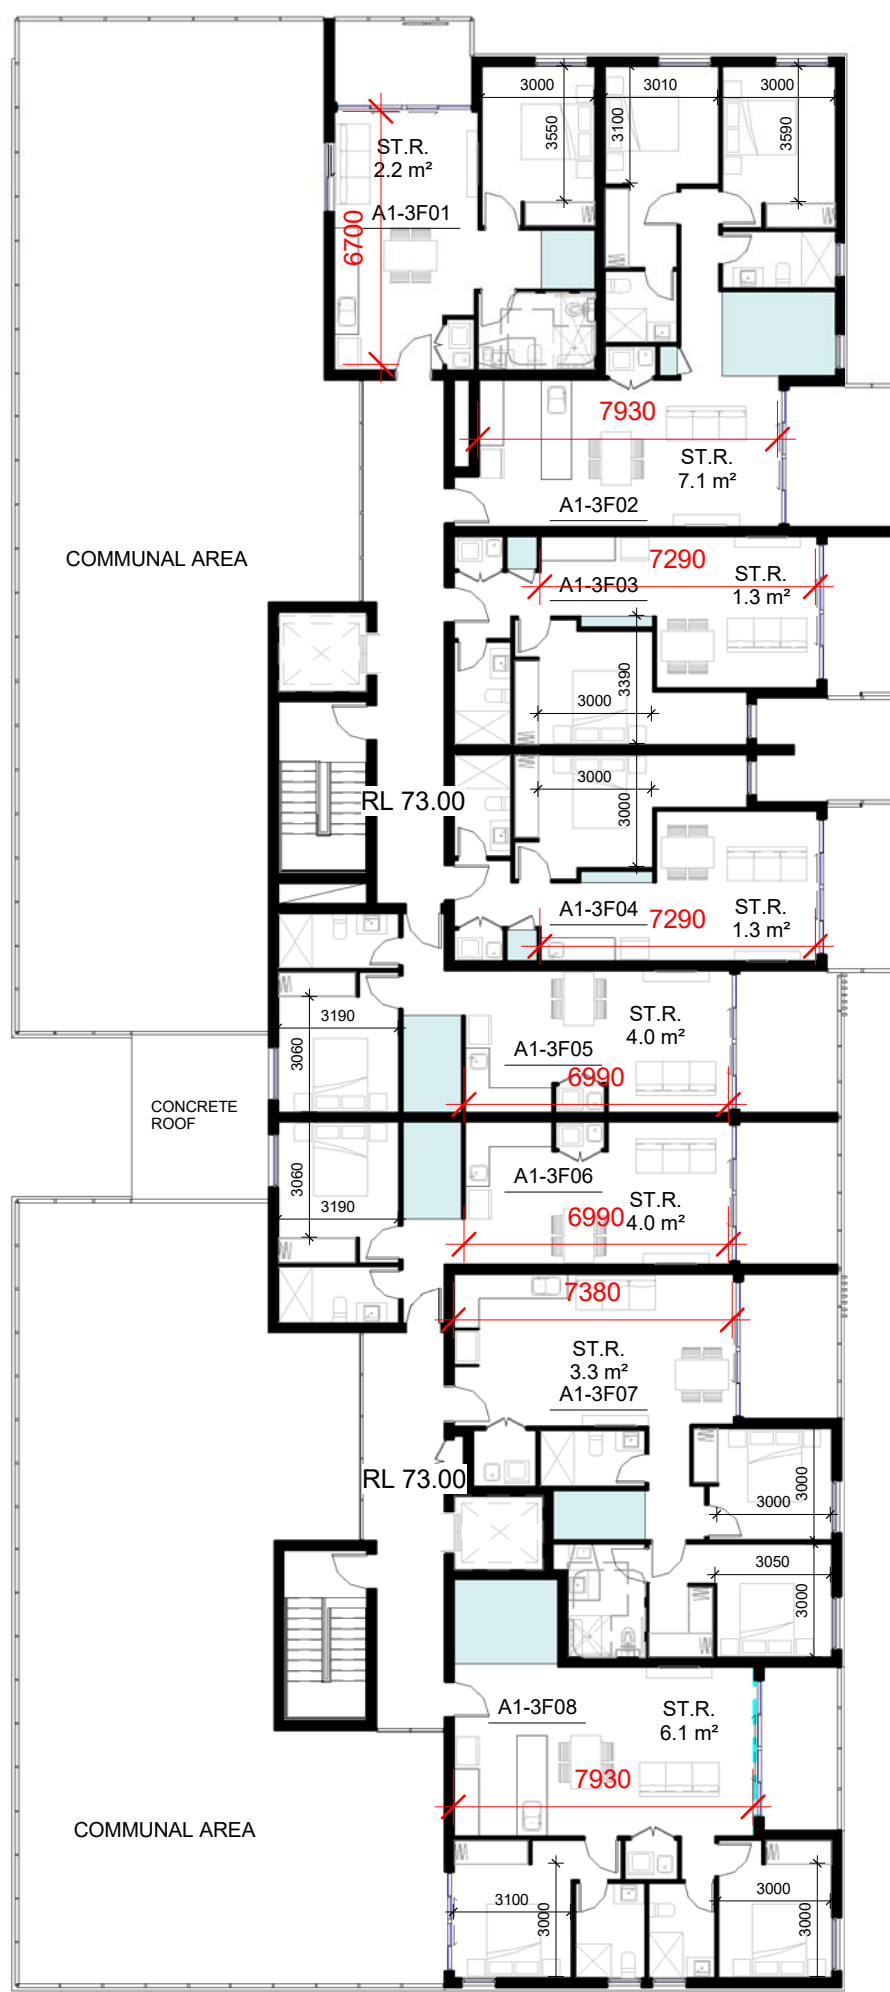 3000
3010
3000
3550
3100
3590
ST.R.
2.2 m²
A1-3F01
6700
7930
ST.R.
7.1 m²
A1-3F02
COMMUNAL AREA
7290
A1-3F03
ST.R.
1.3 m²
3390
3000
3000
3000
RL 73.00
A1-3F04
7290
ST.R.
1.3 m²
3190
3060
ST.R.
4.0 m²
A1-3F05
6990
CONCRETE
ROOF
3060
3190
A1-3F06
ST.R.
4.0 m²
6990
7380
ST.R.
3.3 m²
A1-3F07
RL 73.00
3000
3000
3050
3000
A1-3F08
ST.R.
6.1 m²
7930
COMMUNAL AREA
3100
3000
3000
3000